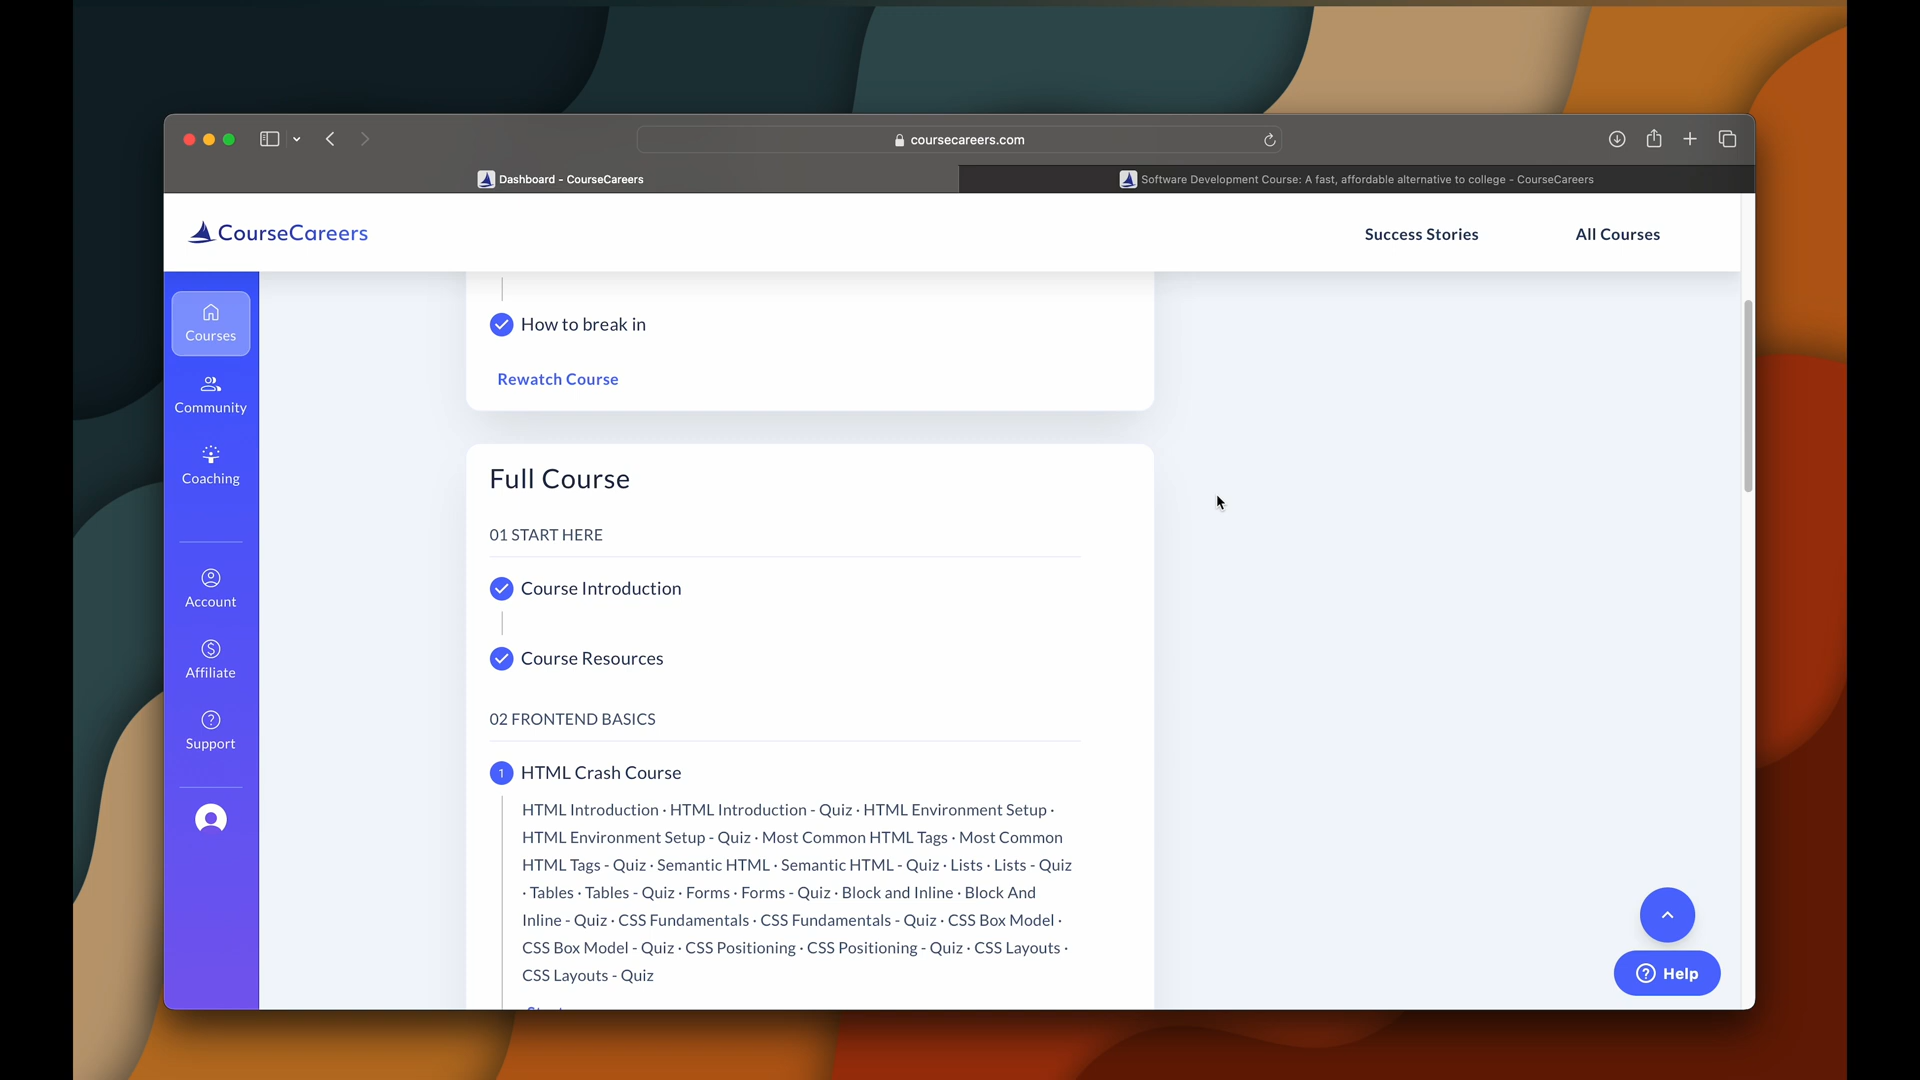 coursecareers.com
Dashboard - CourseCareers
Software Development Course: A fast, affordable alternative to college - CourseCareers
CourseCareers
Success Stories
All Courses
Courses
Community
Coaching
Account
Affiliate
Support
How to break in
Rewatch Course
Full Course
01 START HERE
Course Introduction
Course Resources
02 FRONTEND BASICS
1 HTML Crash Course
HTML Introduction · HTML Introduction - Quiz · HTML Environment Setup ·
HTML Environment Setup - Quiz · Most Common HTML Tags · Most Common
HTML Tags - Quiz · Semantic HTML · Semantic HTML - Quiz · Lists · Lists - Quiz
· Tables · Tables - Quiz · Forms · Forms - Quiz · Block and Inline · Block And
Inline - Quiz · CSS Fundamentals · CSS Fundamentals - Quiz · CSS Box Model ·
CSS Box Model - Quiz · CSS Positioning · CSS Positioning - Quiz · CSS Layouts ·
CSS Layouts - Quiz
Help